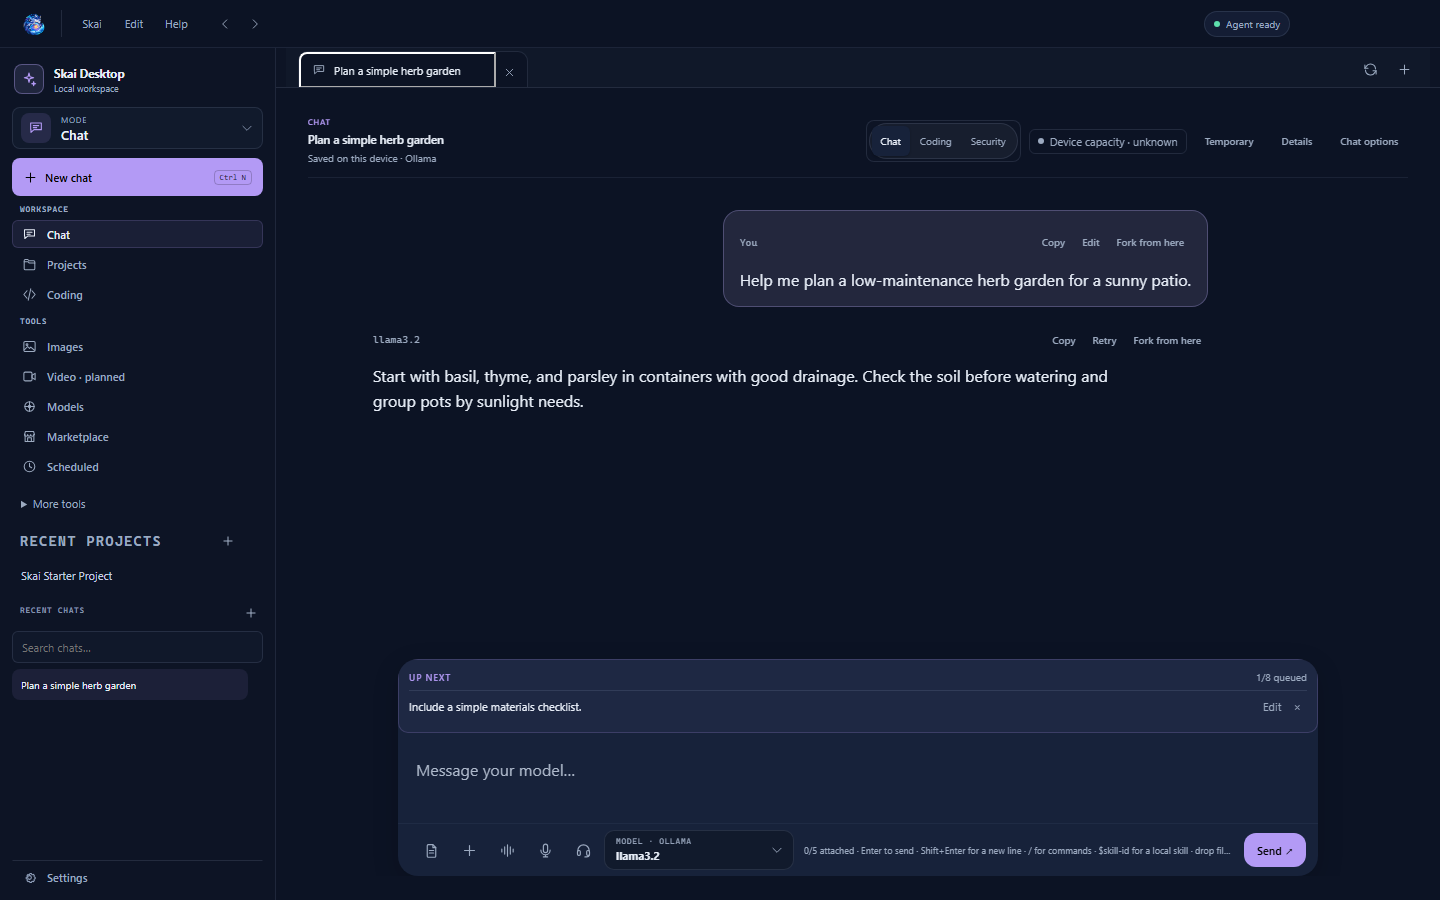 Skai Edit Help
Agent ready
Skai Desktop
Local workspace
MODE
Chat
New chat Ctrl N
WORKSPACE
Chat
Projects
Coding
TOOLS
Images
Video · planned
Models
Marketplace
Scheduled
More tools
RECENT PROJECTS
Skai Starter Project
RECENT CHATS
Search chats...
Plan a simple herb garden
Settings
Plan a simple herb garden
CHAT
Plan a simple herb garden
Saved on this device · Ollama
Chat Coding Security Device capacity · unknown Temporary Details Chat options
You Copy Edit Fork from here
Help me plan a low-maintenance herb garden for a sunny patio.
llama3.2 Copy Retry Fork from here
Start with basil, thyme, and parsley in containers with good drainage. Check the soil before watering and
group pots by sunlight needs.
UP NEXT 1/8 queued
Include a simple materials checklist. Edit ×
Message your model...
MODEL · OLLAMA
llama3.2
0/5 attached · Enter to send · Shift+Enter for a new line · / for commands · $skill-id for a local skill · drop fil...
Send ↗